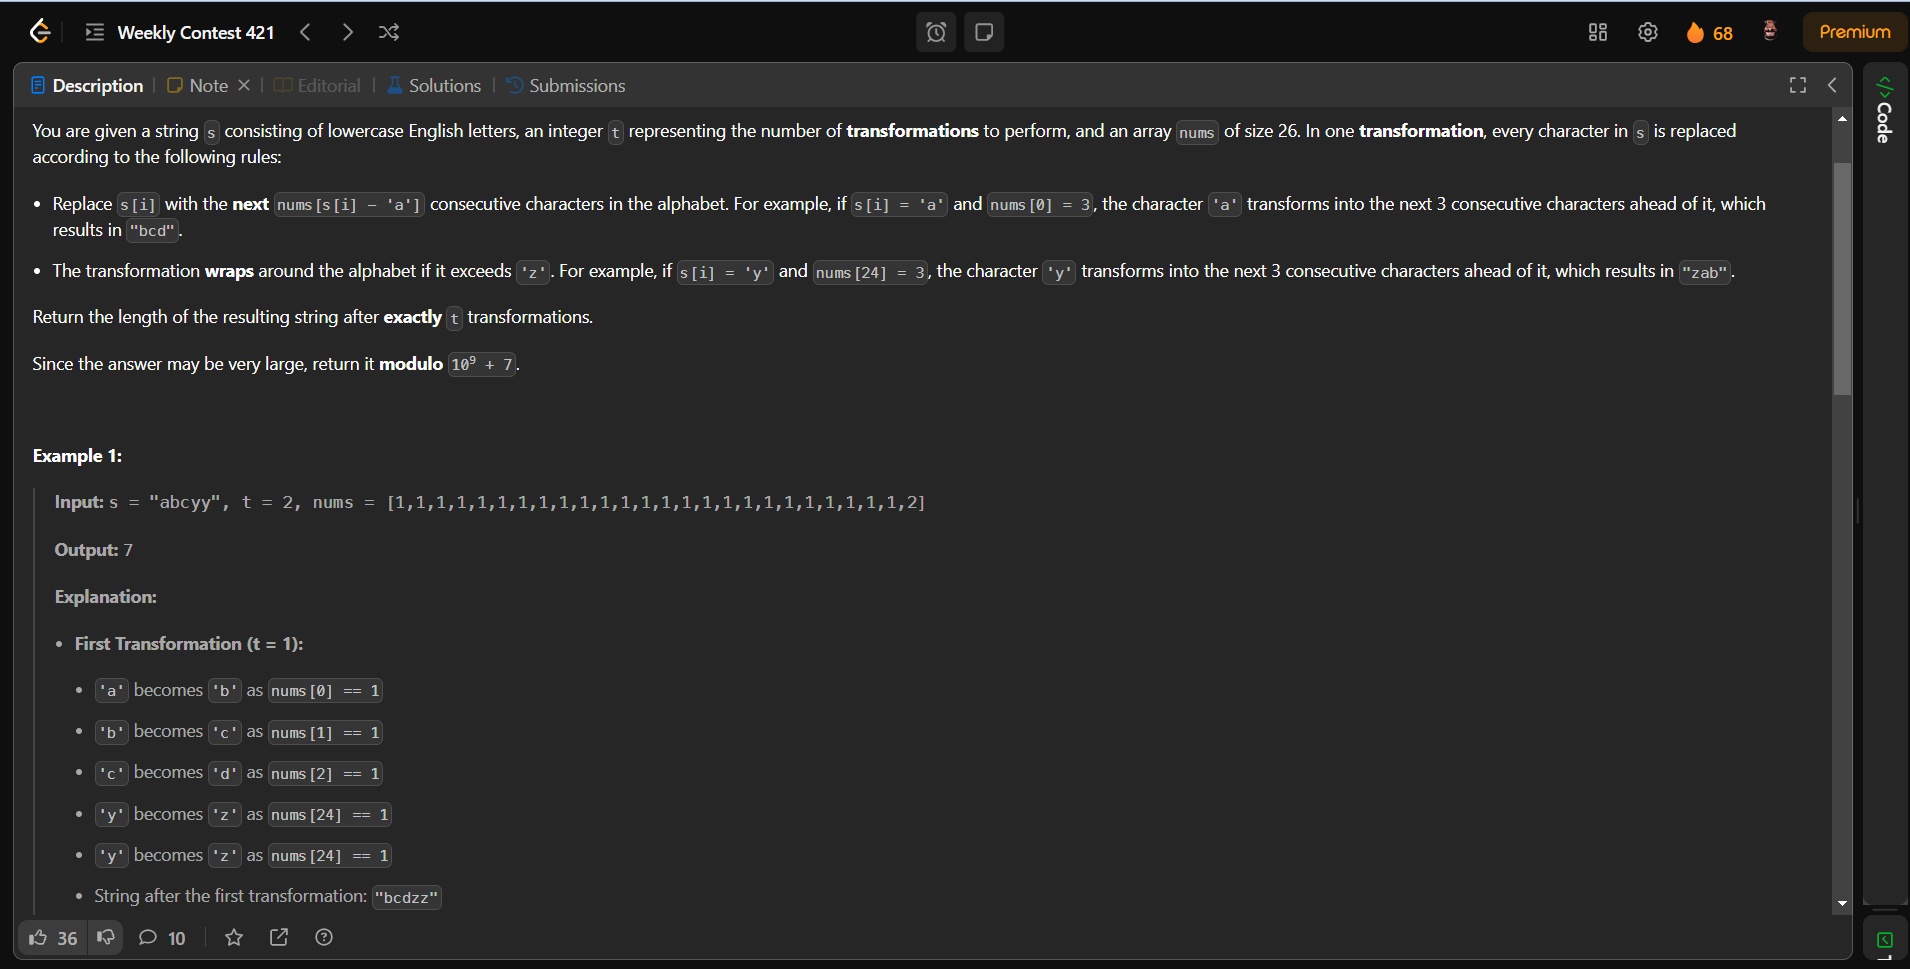 Weekly Contest 421
68
Premium
Description
Note
Editorial
Solutions
Submissions
Code
You are given a string s consisting of lowercase English letters, an integer t representing the number of transformations to perform, and an array nums of size 26. In one transformation, every character in s is replaced
according to the following rules:
• Replace s[i] with the next nums[s[i] - 'a'] consecutive characters in the alphabet. For example, if s[i] = 'a' and nums[0] = 3, the character 'a' transforms into the next 3 consecutive characters ahead of it, which
results in "bcd".
• The transformation wraps around the alphabet if it exceeds 'z'. For example, if s[i] = 'y' and nums[24] = 3, the character 'y' transforms into the next 3 consecutive characters ahead of it, which results in "zab".
Return the length of the resulting string after exactly t transformations.
Since the answer may be very large, return it modulo 10⁹ + 7.
Example 1:
Input: s = "abcyy", t = 2, nums = [1,1,1,1,1,1,1,1,1,1,1,1,1,1,1,1,1,1,1,1,1,1,1,1,1,2]
Output: 7
Explanation:
• First Transformation (t = 1):
• 'a' becomes 'b' as nums[0] == 1
• 'b' becomes 'c' as nums[1] == 1
• 'c' becomes 'd' as nums[2] == 1
• 'y' becomes 'z' as nums[24] == 1
• 'y' becomes 'z' as nums[24] == 1
• String after the first transformation: "bcdzz"
36
10